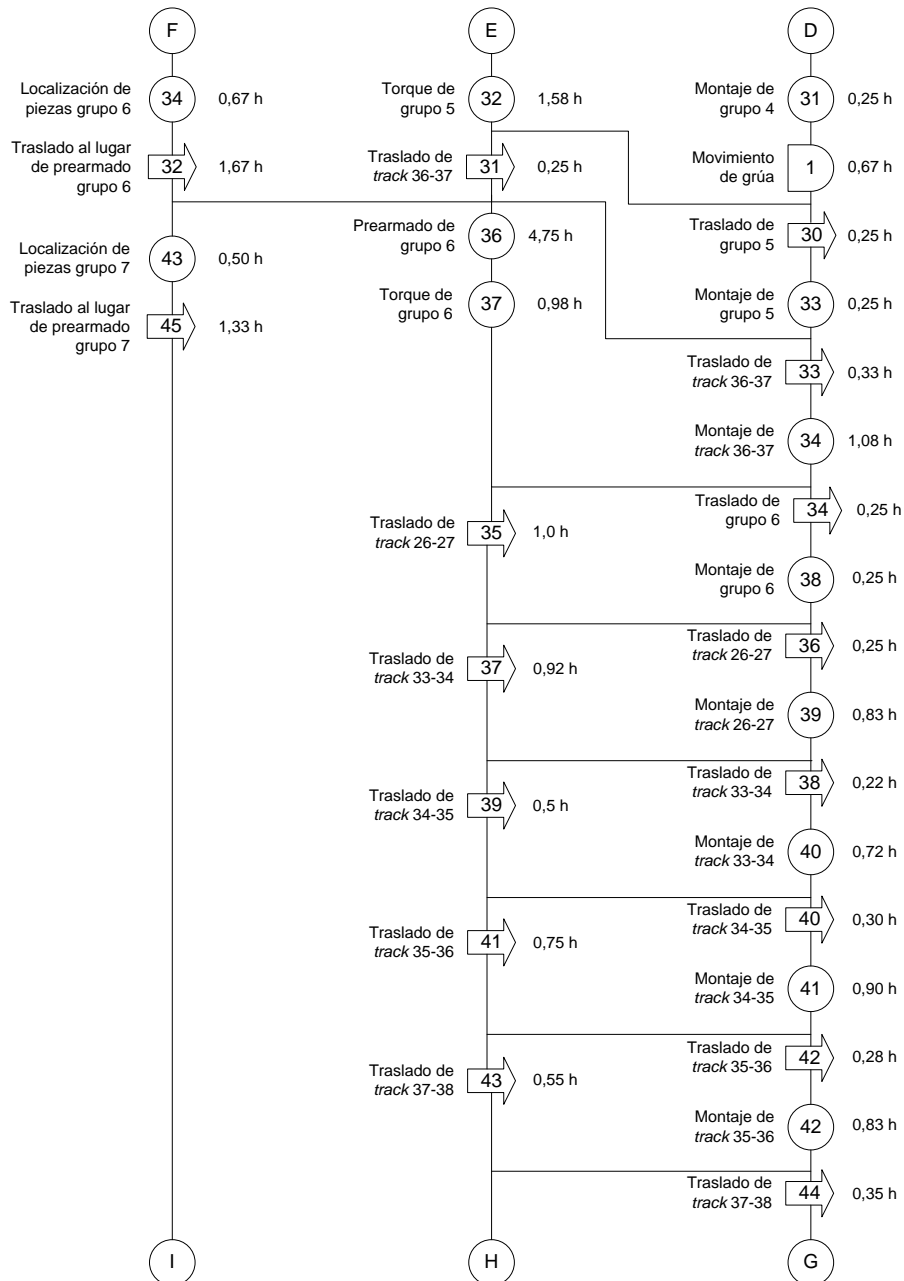 F
E
D
Localización de
piezas grupo 6
34
0,67 h
Torque de
grupo 5
32
1,58 h
Montaje de
grupo 4
31
0,25 h
Traslado al lugar
de prearmado
grupo 6
32
1,67 h
Traslado de
track 36-37
31
0,25 h
Movimiento
de grúa
1
0,67 h
Localización de
piezas grupo 7
43
0,50 h
Prearmado de
grupo 6
36
4,75 h
Traslado de
grupo 5
30
0,25 h
Traslado al lugar
de prearmado
grupo 7
45
1,33 h
Torque de
grupo 6
37
0,98 h
Montaje de
grupo 5
33
0,25 h
Traslado de
track 36-37
33
0,33 h
Montaje de
track 36-37
34
1,08 h
Traslado de
grupo 6
34
0,25 h
Traslado de
track 26-27
35
1,0 h
Montaje de
grupo 6
38
0,25 h
Traslado de
track 26-27
36
0,25 h
Traslado de
track 33-34
37
0,92 h
Montaje de
track 26-27
39
0,83 h
Traslado de
track 33-34
38
0,22 h
Traslado de
track 34-35
39
0,5 h
Montaje de
track 33-34
40
0,72 h
Traslado de
track 34-35
40
0,30 h
Traslado de
track 35-36
41
0,75 h
Montaje de
track 34-35
41
0,90 h
Traslado de
track 35-36
42
0,28 h
Traslado de
track 37-38
43
0,55 h
Montaje de
track 35-36
42
0,83 h
Traslado de
track 37-38
44
0,35 h
I
H
G